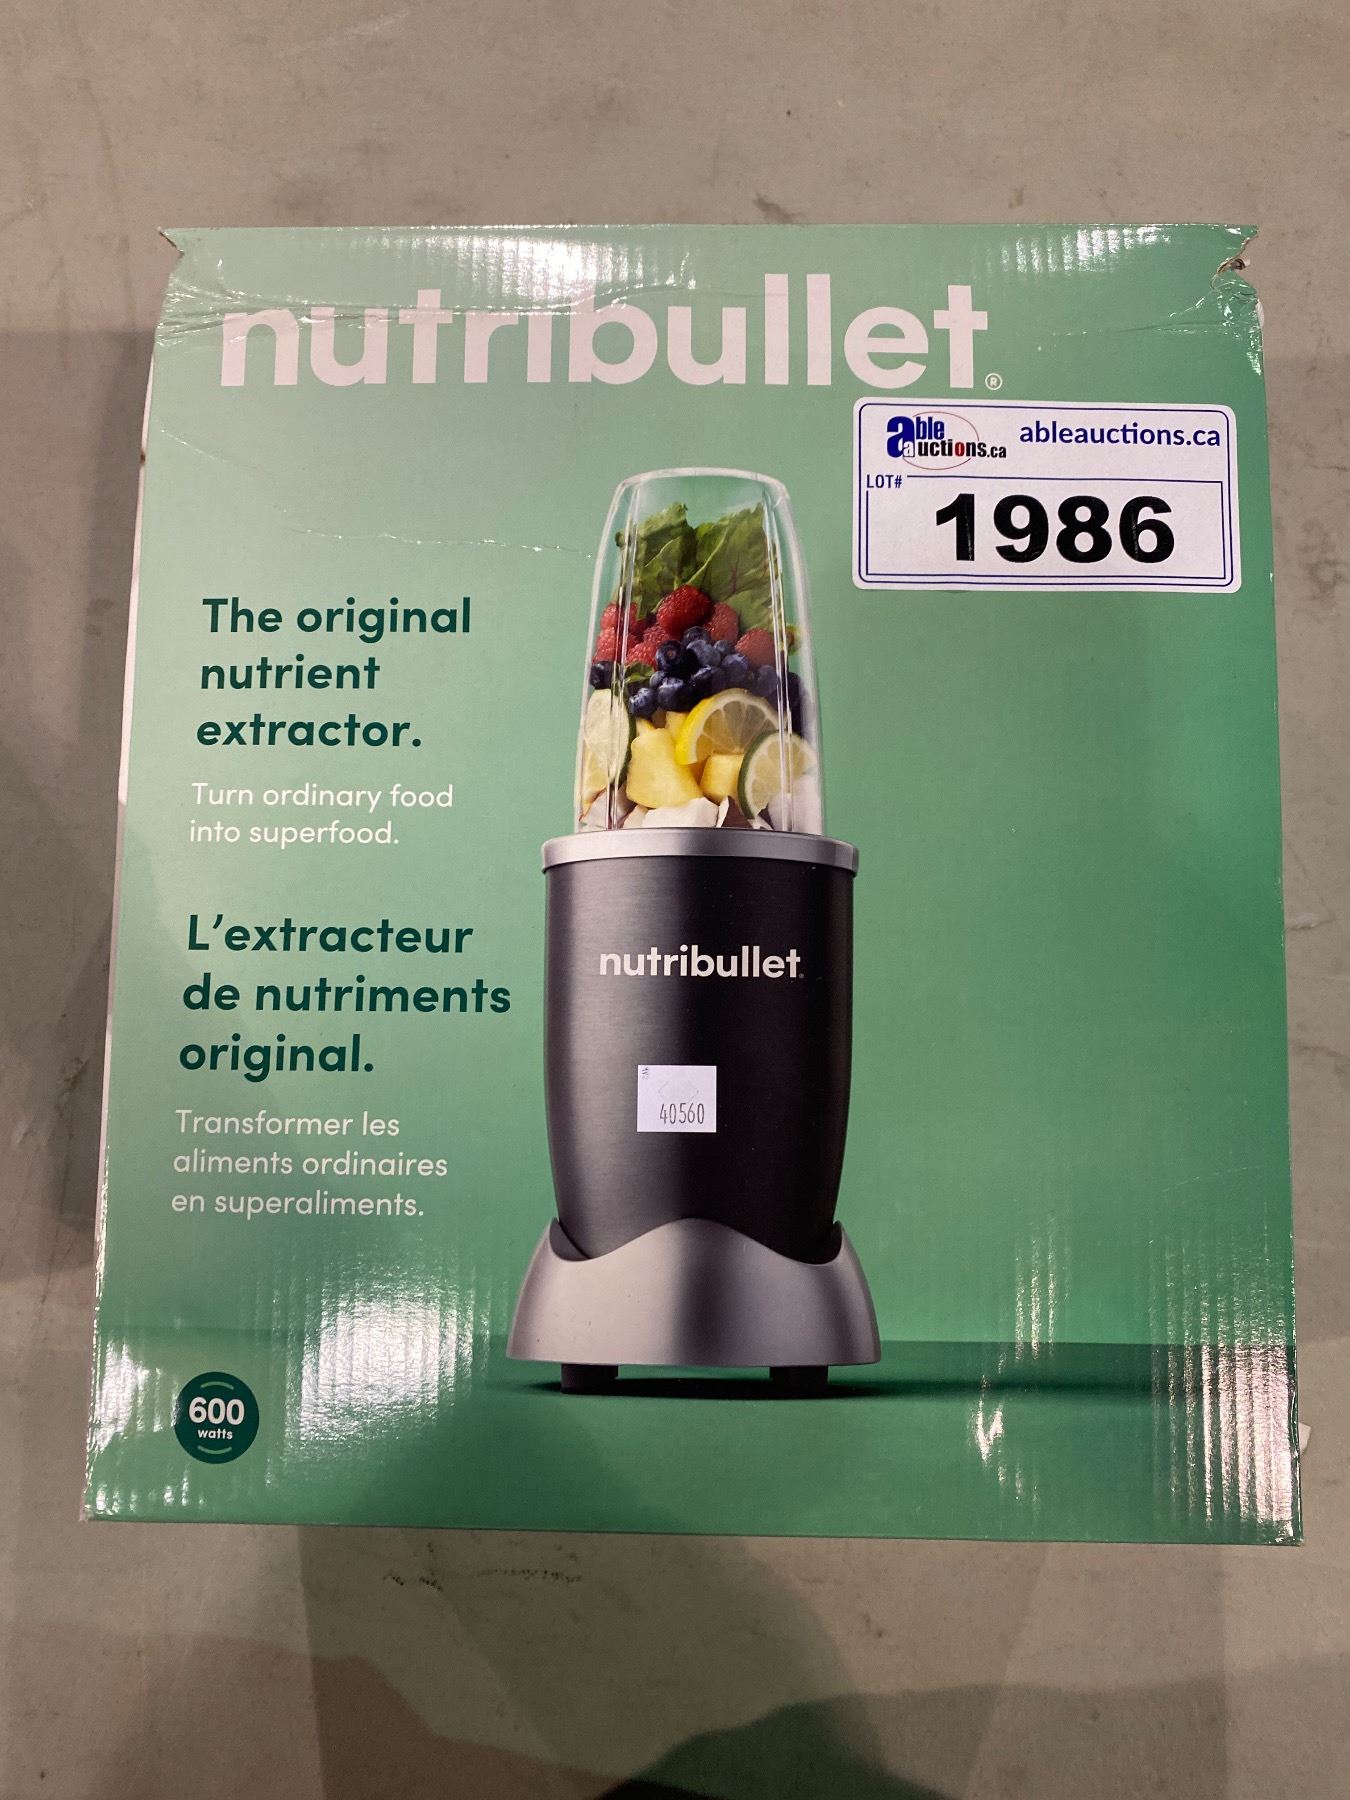 nutribullet®
able auctions.ca
ableauctions.ca
LOT#
1986
The original
nutrient
extractor.
Turn ordinary food
into superfood.
L'extracteur
de nutriments
original.
Transformer les
aliments ordinaires
en superaliments.
nutribullet
40560
600
watts